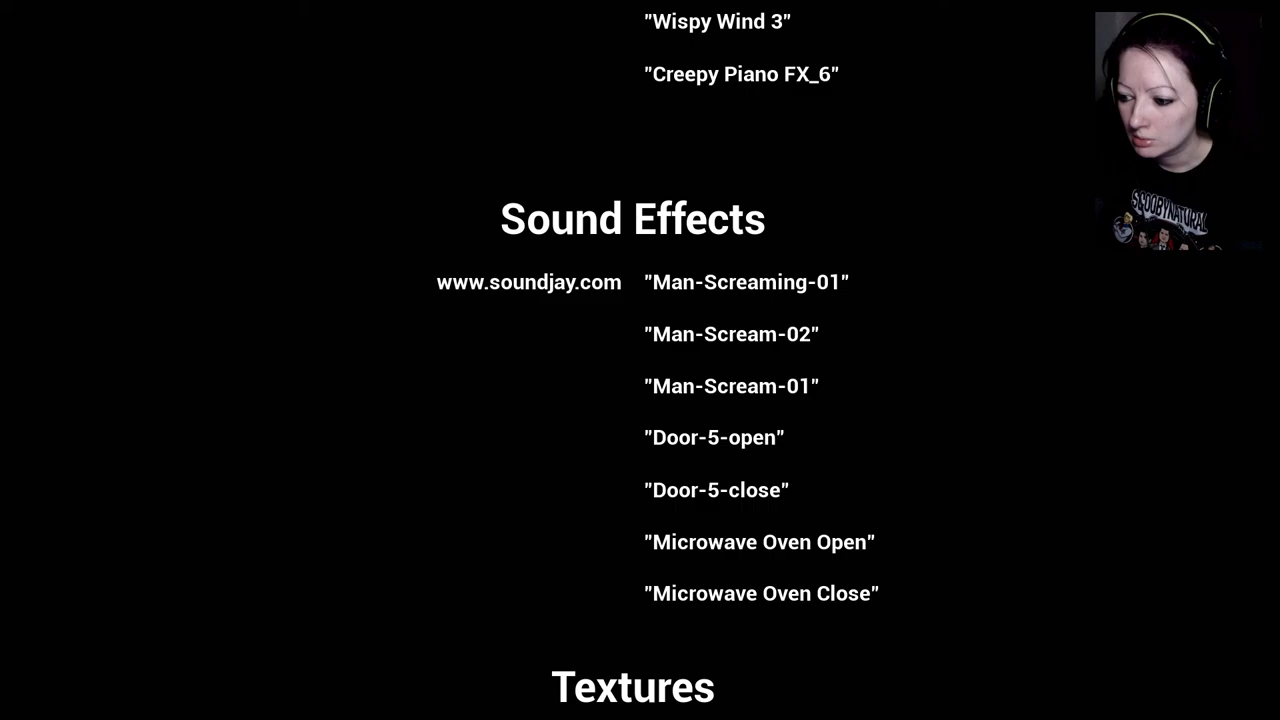 "Wispy Wind 3"
"Creepy Piano FX_6"
Sound Effects
www.soundjay.com "Man-Screaming-01"
"Man-Scream-02"
"Man-Scream-01"
"Door-5-open"
"Door-5-close"
"Microwave Oven Open"
"Microwave Oven Close"
Textures
SCOOBYNATURAL